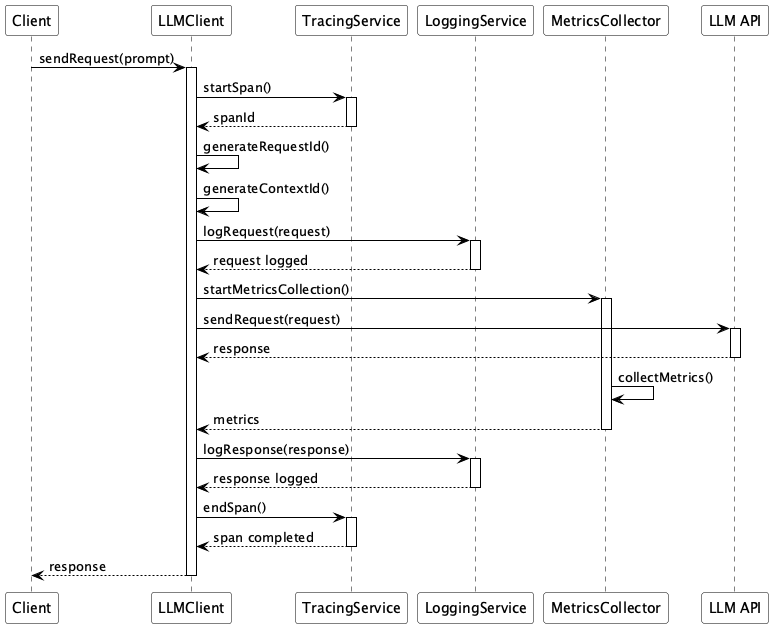 Client LLMClient TracingService LoggingService MetricsCollector LLM API
sendRequest(prompt)
startSpan()
spanId
generateRequestId()
generateContextId()
logRequest(request)
request logged
startMetricsCollection()
sendRequest(request)
response
collectMetrics()
metrics
logResponse(response)
response logged
endSpan()
span completed
response
Client LLMClient TracingService LoggingService MetricsCollector LLM API